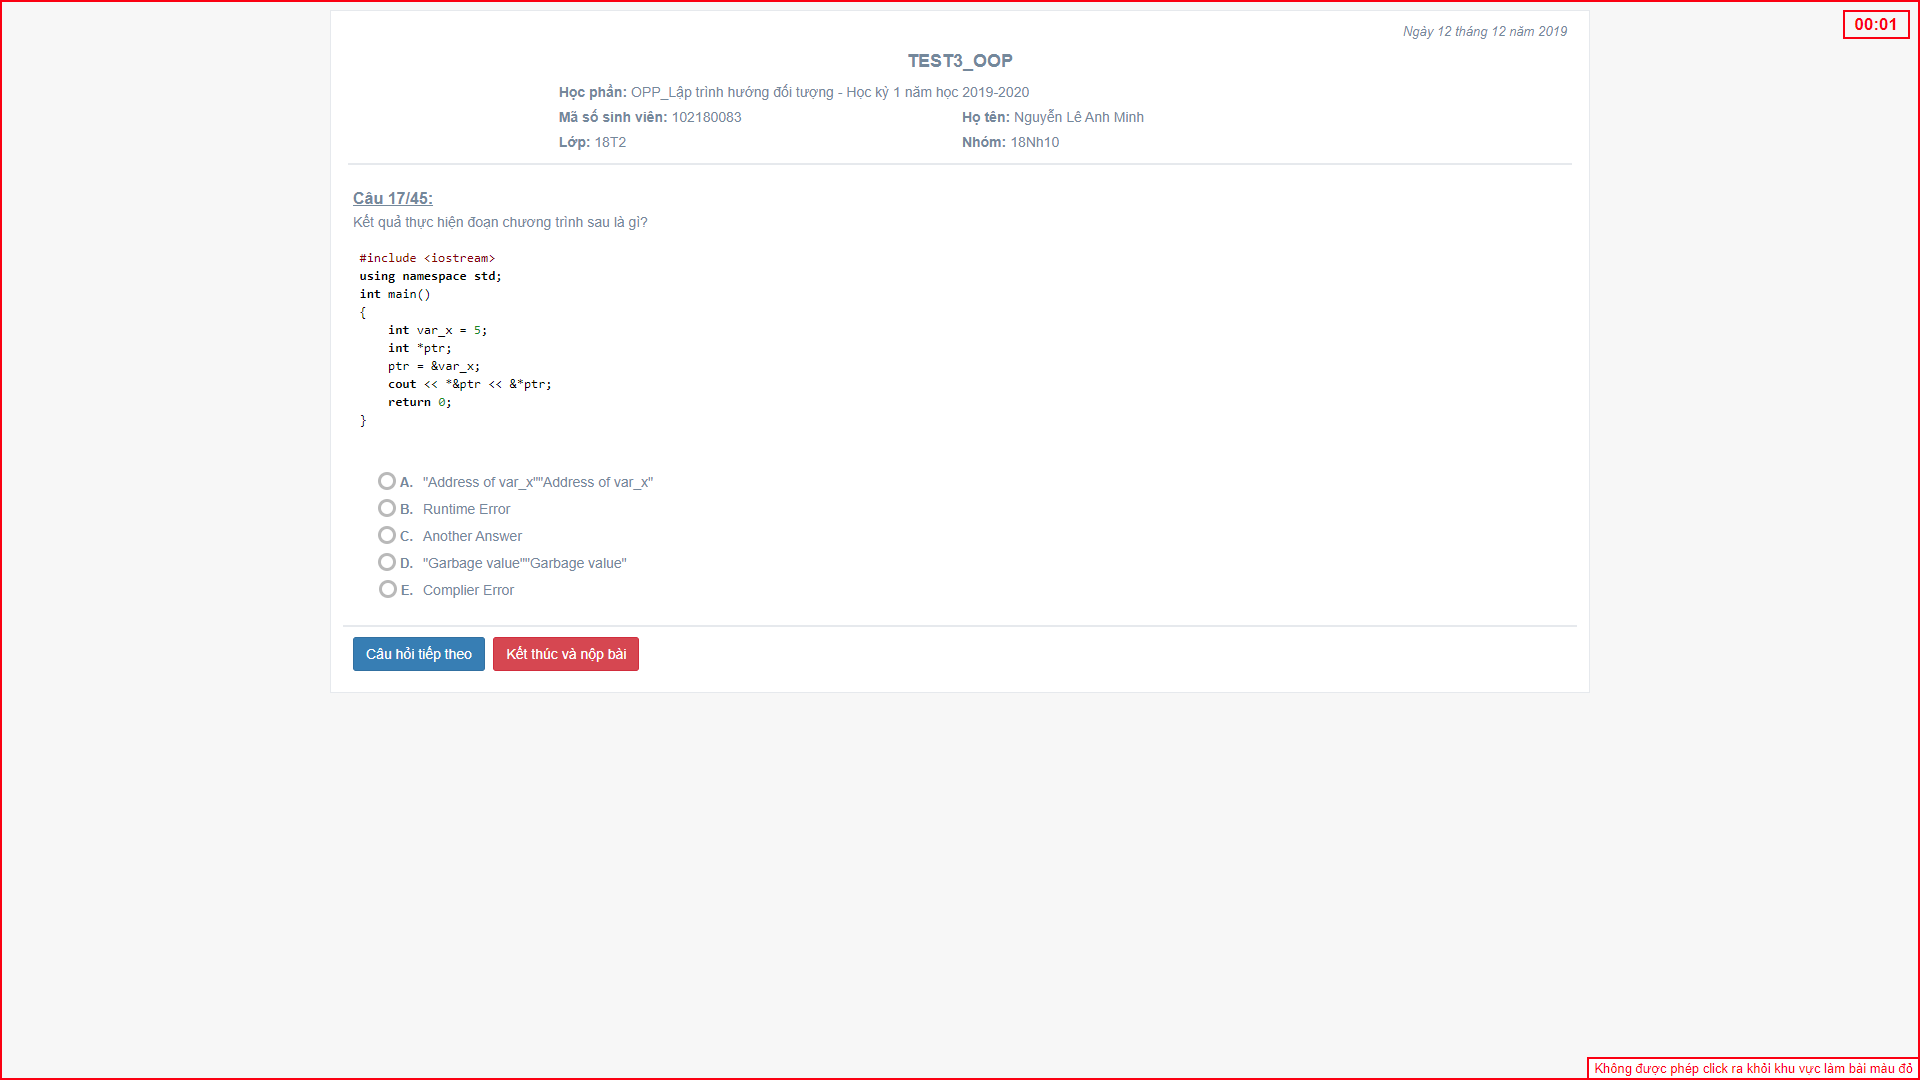 Ngày 12 tháng 12 năm 2019
00:01
TEST3_OOP
Học phần: OPP_Lập trình hướng đối tượng - Học kỳ 1 năm học 2019-2020
Mã số sinh viên: 102180083 Họ tên: Nguyễn Lê Anh Minh
Lớp: 18T2 Nhóm: 18Nh10
Câu 17/45:
Kết quả thực hiện đoạn chương trình sau là gì?
#include <iostream>
using namespace std;
int main()
{
    int var_x = 5;
    int *ptr;
    ptr = &var_x;
    cout << *&ptr << &*ptr;
    return 0;
}
A. "Address of var_x""Address of var_x"
B. Runtime Error
C. Another Answer
D. "Garbage value""Garbage value"
E. Complier Error
Câu hỏi tiếp theo Kết thúc và nộp bài
Không được phép click ra khỏi khu vực làm bài màu đỏ